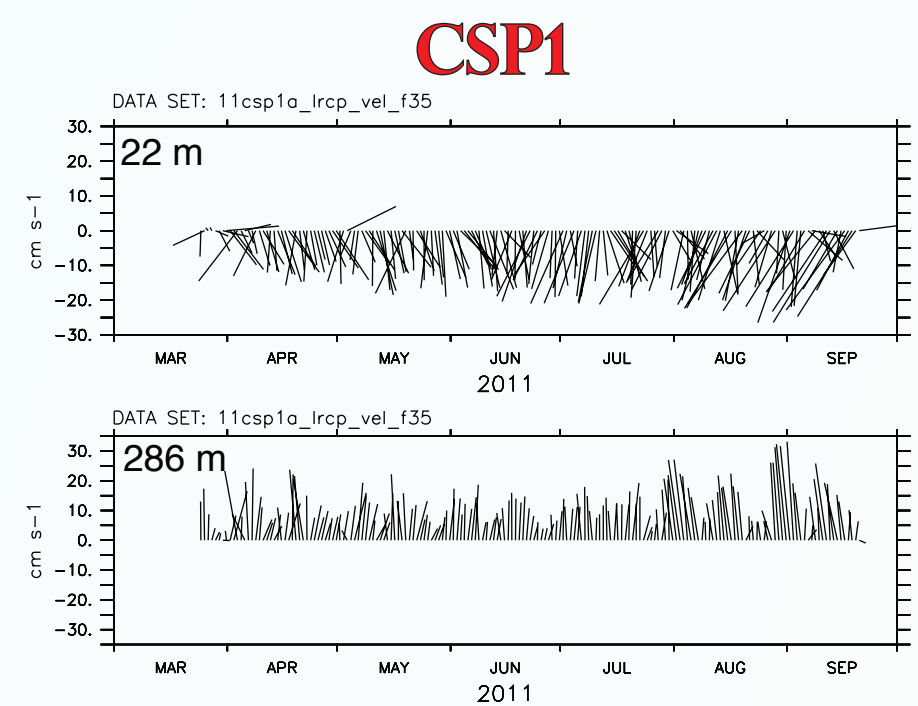 CSP1
DATA SET: 11csp1a_lrcp_vel_f35
30.
22 m
20.
10.
0.
-10.
-20.
-30.
cm s-1
MAR APR MAY JUN JUL AUG SEP
2011
DATA SET: 11csp1a_lrcp_vel_f35
30.
286 m
20.
10.
0.
-10.
-20.
-30.
cm s-1
MAR APR MAY JUN JUL AUG SEP
2011